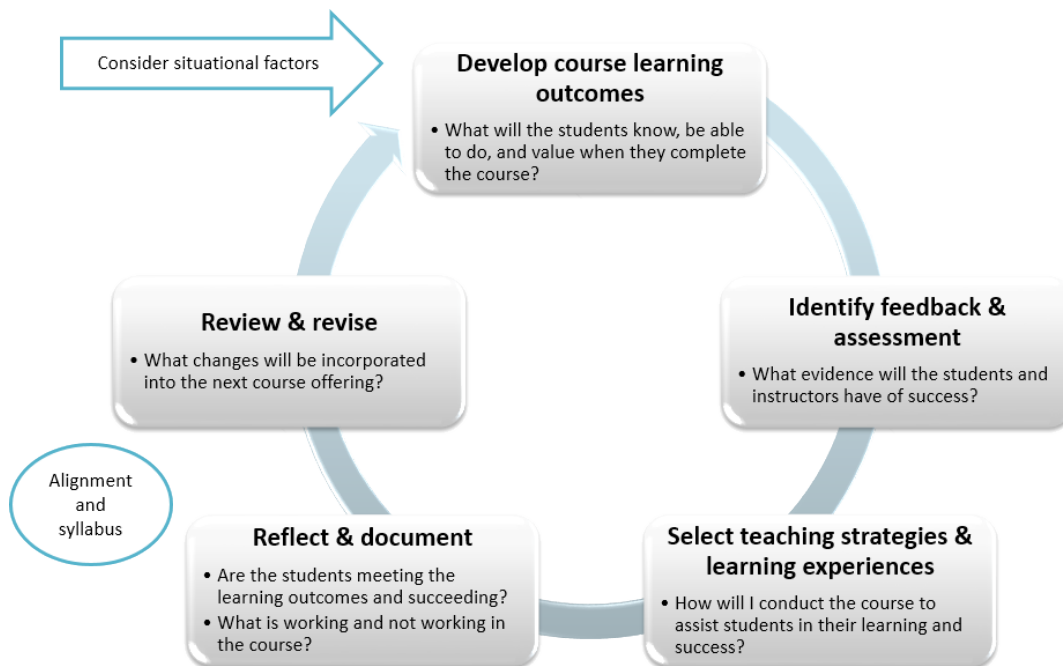 Consider situational factors
Develop course learning
outcomes
• What will the students know, be able
to do, and value when they complete
the course?
Identify feedback &
assessment
• What evidence will the students and
instructors have of success?
Select teaching strategies &
learning experiences
• How will I conduct the course to
assist students in their learning and
success?
Reflect & document
• Are the students meeting the
learning outcomes and succeeding?
• What is working and not working in
the course?
Review & revise
• What changes will be incorporated
into the next course offering?
Alignment
and
syllabus